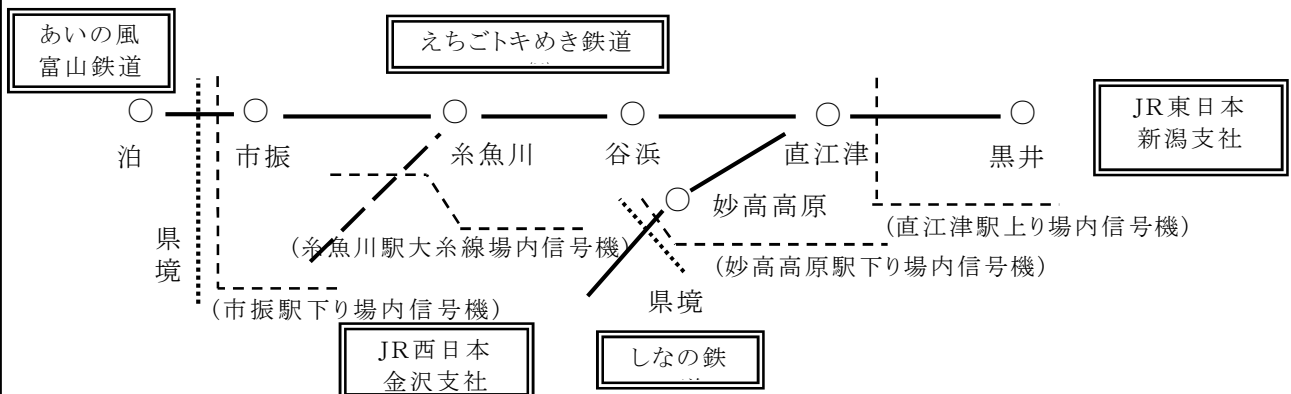 あいの風
富山鉄道
えちごトキめき鉄道
JR東日本
新潟支社
泊
市振
糸魚川
谷浜
直江津
黒井
妙高高原
県境
(糸魚川駅大糸線場内信号機)
(直江津駅上り場内信号機)
(妙高高原駅下り場内信号機)
(市振駅下り場内信号機)
県境
JR西日本
金沢支社
しなの鉄